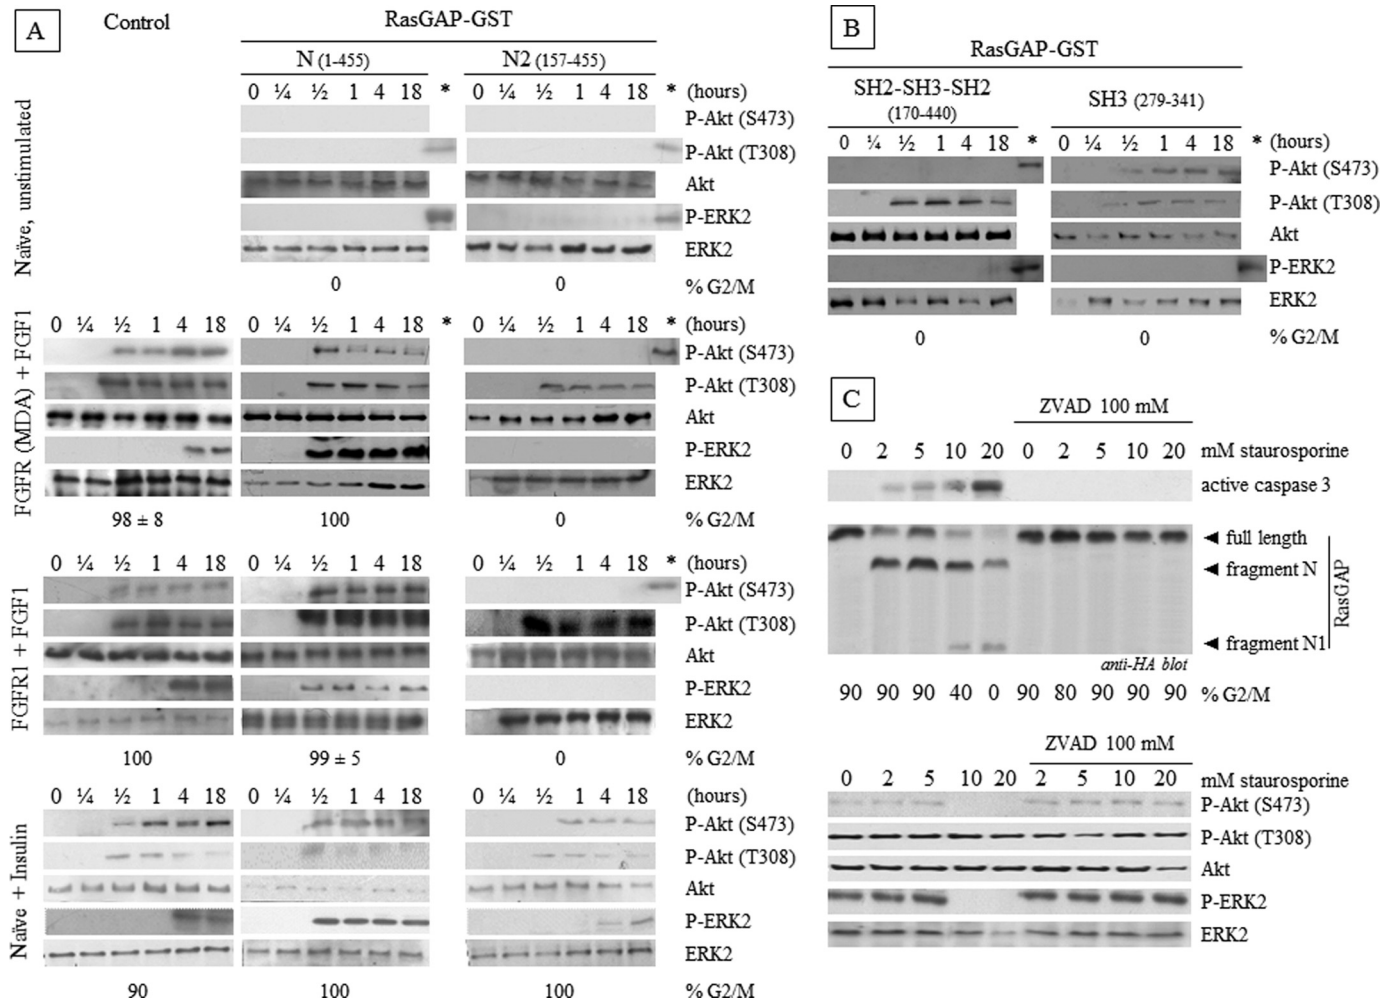 A
Control
RasGAP-GST
N (1-455)
N2 (157-455)
0 ¼ ½ 1 4 18 * 0 ¼ ½ 1 4 18 * (hours)
Naïve, unstimulated
P-Akt (S473)
P-Akt (T308)
Akt
P-ERK2
ERK2
0 0 % G2/M
FGFR (MDA) + FGF1
0 ¼ ½ 1 4 18 0 ¼ ½ 1 4 18 * 0 ¼ ½ 1 4 18 * (hours)
P-Akt (S473)
P-Akt (T308)
Akt
P-ERK2
ERK2
98 ± 8 100 0 % G2/M
FGFR1 + FGF1
0 ¼ ½ 1 4 18 0 ¼ ½ 1 4 18 0 ¼ ½ 1 4 18 * (hours)
P-Akt (S473)
P-Akt (T308)
Akt
P-ERK2
ERK2
100 99 ± 5 0 % G2/M
Naïve + Insulin
0 ¼ ½ 1 4 18 0 ¼ ½ 1 4 18 0 ¼ ½ 1 4 18 (hours)
P-Akt (S473)
P-Akt (T308)
Akt
P-ERK2
ERK2
90 100 100 % G2/M
B
RasGAP-GST
SH2-SH3-SH2
(170-440)
SH3 (279-341)
0 ¼ ½ 1 4 18 * 0 ¼ ½ 1 4 18 * (hours)
P-Akt (S473)
P-Akt (T308)
Akt
P-ERK2
ERK2
0 0 % G2/M
C
ZVAD 100 mM
0 2 5 10 20 0 2 5 10 20 mM staurosporine
active caspase 3
full length
fragment N
fragment N1
RasGAP
anti-HA blot
90 90 90 40 0 90 80 90 90 90 % G2/M
ZVAD 100 mM
0 2 5 10 20 2 5 10 20 mM staurosporine
P-Akt (S473)
P-Akt (T308)
Akt
P-ERK2
ERK2